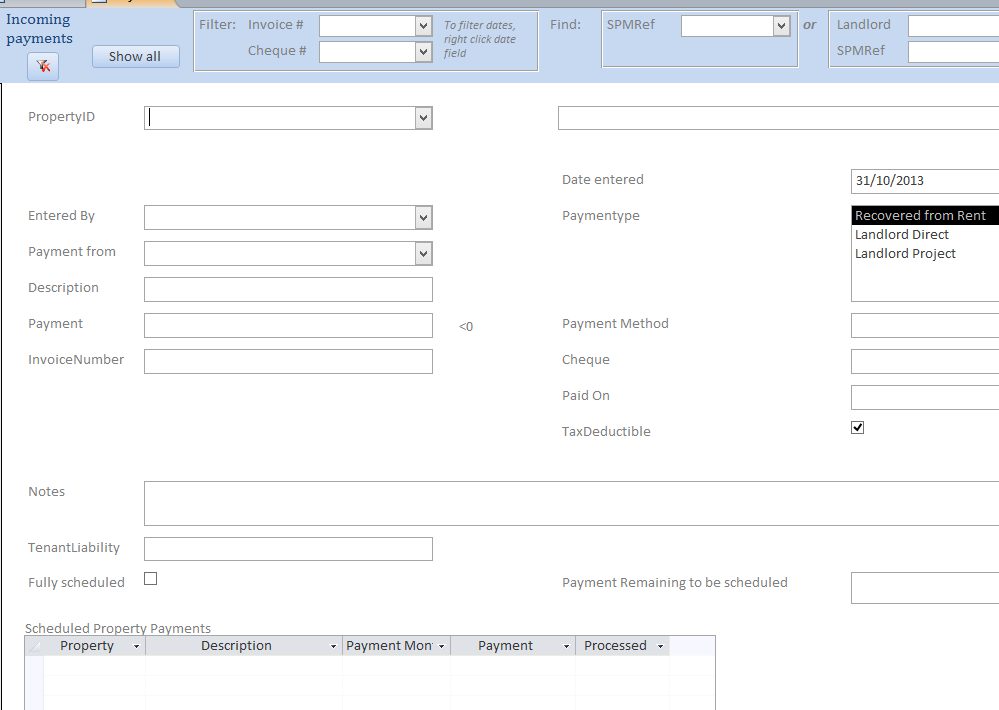 Incoming
payments
Show all
Filter: Invoice #
Cheque #
To filter dates,
right click date
field
Find: SPMRef or Landlord
SPMRef
PropertyID
Date entered 31/10/2013
Entered By
Paymentype Recovered from Rent
Landlord Direct
Landlord Project
Payment from
Description
Payment <0 Payment Method
InvoiceNumber Cheque
Paid On
TaxDeductible
Notes
TenantLiability
Fully scheduled Payment Remaining to be scheduled
Scheduled Property Payments
Property Description Payment Mon Payment Processed